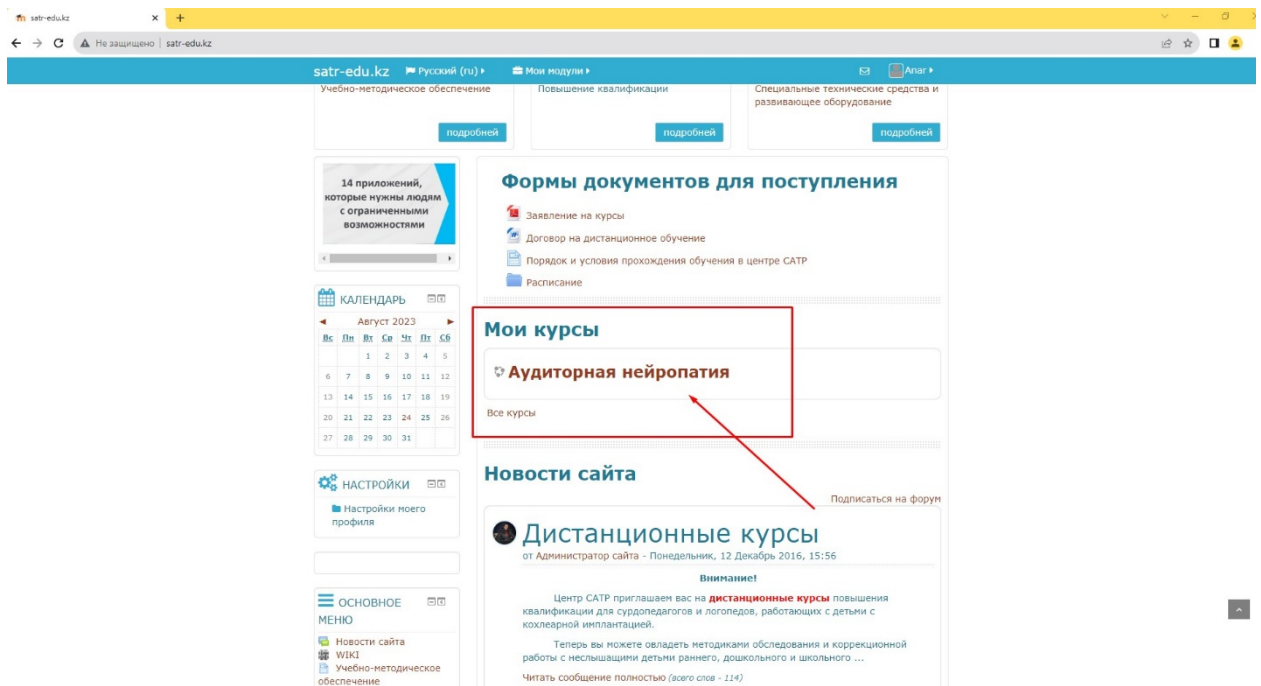 satr-edu.kz
Не защищено | satr-edu.kz
satr-edu.kz Русский (ru) Мои модули Anar
Учебно-методическое обеспечение
подробней
Повышение квалификации
подробней
Специальные технические средства и
развивающее оборудование
подробней
14 приложений,
которые нужны людям
с ограниченными
возможностями
КАЛЕНДАРЬ
Август 2023
Вс Пн Вт Ср Чт Пт Сб
1 2 3 4 5
6 7 8 9 10 11 12
13 14 15 16 17 18 19
20 21 22 23 24 25 26
27 28 29 30 31
НАСТРОЙКИ
Настройки моего
профиля
ОСНОВНОЕ
МЕНЮ
Новости сайта
WIKI
Учебно-методическое
обеспечение
Формы документов для поступления
Заявление на курсы
Договор на дистанционное обучение
Порядок и условия прохождения обучения в центре САТР
Расписание
Мои курсы
Аудиторная нейропатия
Все курсы
Новости сайта
Подписаться на форум
Дистанционные курсы
от Администратор сайта - Понедельник, 12 Декабрь 2016, 15:56
Внимание!
Центр САТР приглашаем вас на дистанционные курсы повышения
квалификации для сурдопедагогов и логопедов, работающих с детьми с
кохлеарной имплантацией.
Теперь вы можете овладеть методиками обследования и коррекционной
работы с неслышащими детьми раннего, дошкольного и школьного ...
Читать сообщение полностью (всего слов - 114)